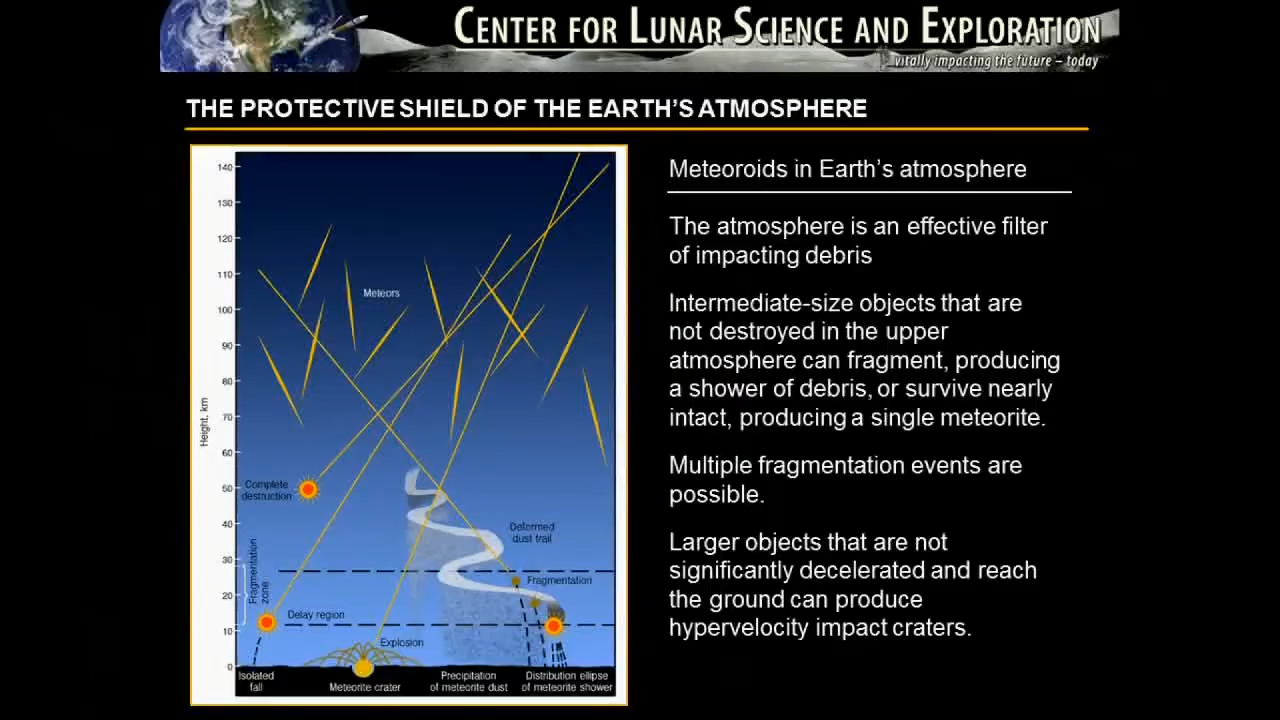 CENTER FOR LUNAR SCIENCE AND EXPLORATION
vitally impacting the future – today
THE PROTECTIVE SHIELD OF THE EARTH'S ATMOSPHERE
140
130
120
110
100
90
80
70
60
50
40
30
20
10
0
Height, km
Meteors
Complete
destruction
Deformed
dust trail
Fragmentation
zone
Fragmentation
Delay region
Explosion
Isolated
fall
Meteorite crater
Precipitation
of meteorite dust
Distribution ellipse
of meteorite shower
Meteoroids in Earth's atmosphere
The atmosphere is an effective filter
of impacting debris
Intermediate-size objects that are
not destroyed in the upper
atmosphere can fragment, producing
a shower of debris, or survive nearly
intact, producing a single meteorite.
Multiple fragmentation events are
possible.
Larger objects that are not
significantly decelerated and reach
the ground can produce
hypervelocity impact craters.